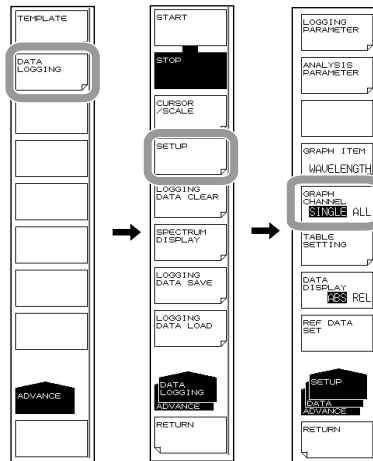 TEMPLATE
DATA
LOGGING
ADVANCE
START
STOP
CURSOR
/SCALE
SETUP
LOGGING
DATA CLEAR
SPECTRUM
DISPLAY
LOGGING
DATA SAVE
LOGGING
DATA LOAD
DATA
LOGGING
ADVANCE
RETURN
LOGGING
PARAMETER
ANALYSIS
PARAMETER
GRAPH ITEM
WAVELENGTH
GRAPH
CHANNEL
SINGLE ALL
TABLE
SETTING
DATA
DISPLAY
ABS REL
REF DATA
SET
SETUP
DATA
ADVANCE
RETURN